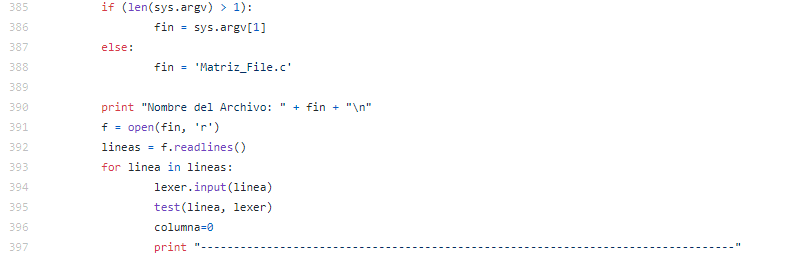 385 if (len(sys.argv) > 1):
386 fin = sys.argv[1]
387 else:
388 fin = 'Matriz_File.c'
389
390 print "Nombre del Archivo: " + fin + "\n"
391 f = open(fin, 'r')
392 lineas = f.readlines()
393 for linea in lineas:
394 lexer.input(linea)
395 test(linea, lexer)
396 columna=0
397 print "---------------------------------------------------------------------------------"